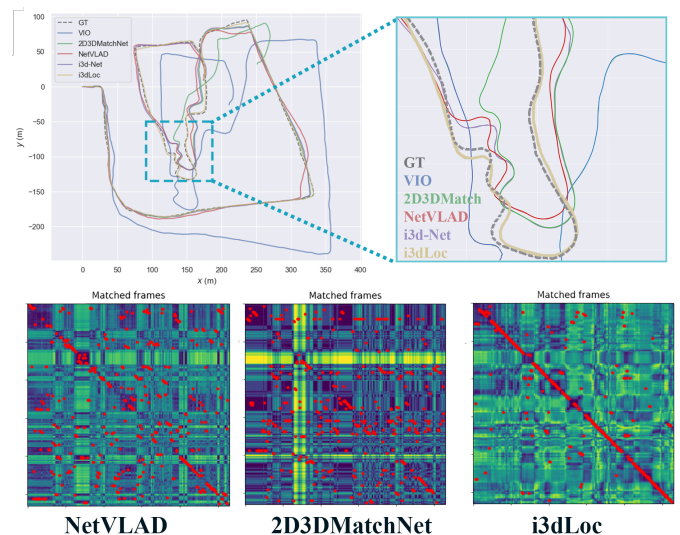 GT
VIO
2D3DMatchNet
NetVLAD
i3d-Net
i3dLoc
100
50
0
−50
−100
−150
−200
y (m)
0
50
100
150
200
250
300
350
400
x (m)
GT
VIO
2D3DMatch
NetVLAD
i3d-Net
i3dLoc
Matched frames
Matched frames
Matched frames
NetVLAD
2D3DMatchNet
i3dLoc